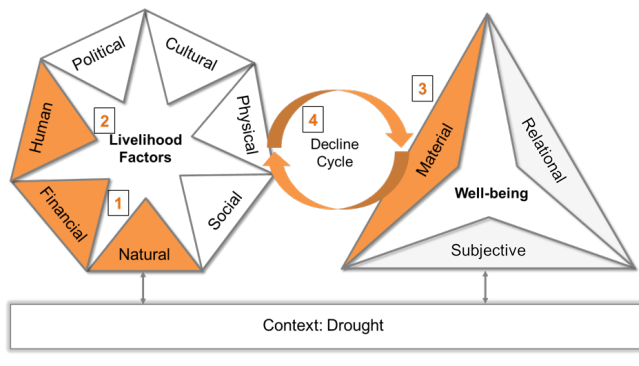 Political
Cultural
Human
2
Physical
Livelihood
Factors
Financial
1
Natural
Social
4
Decline
Cycle
3
Material
Relational
Well-being
Subjective
Context: Drought